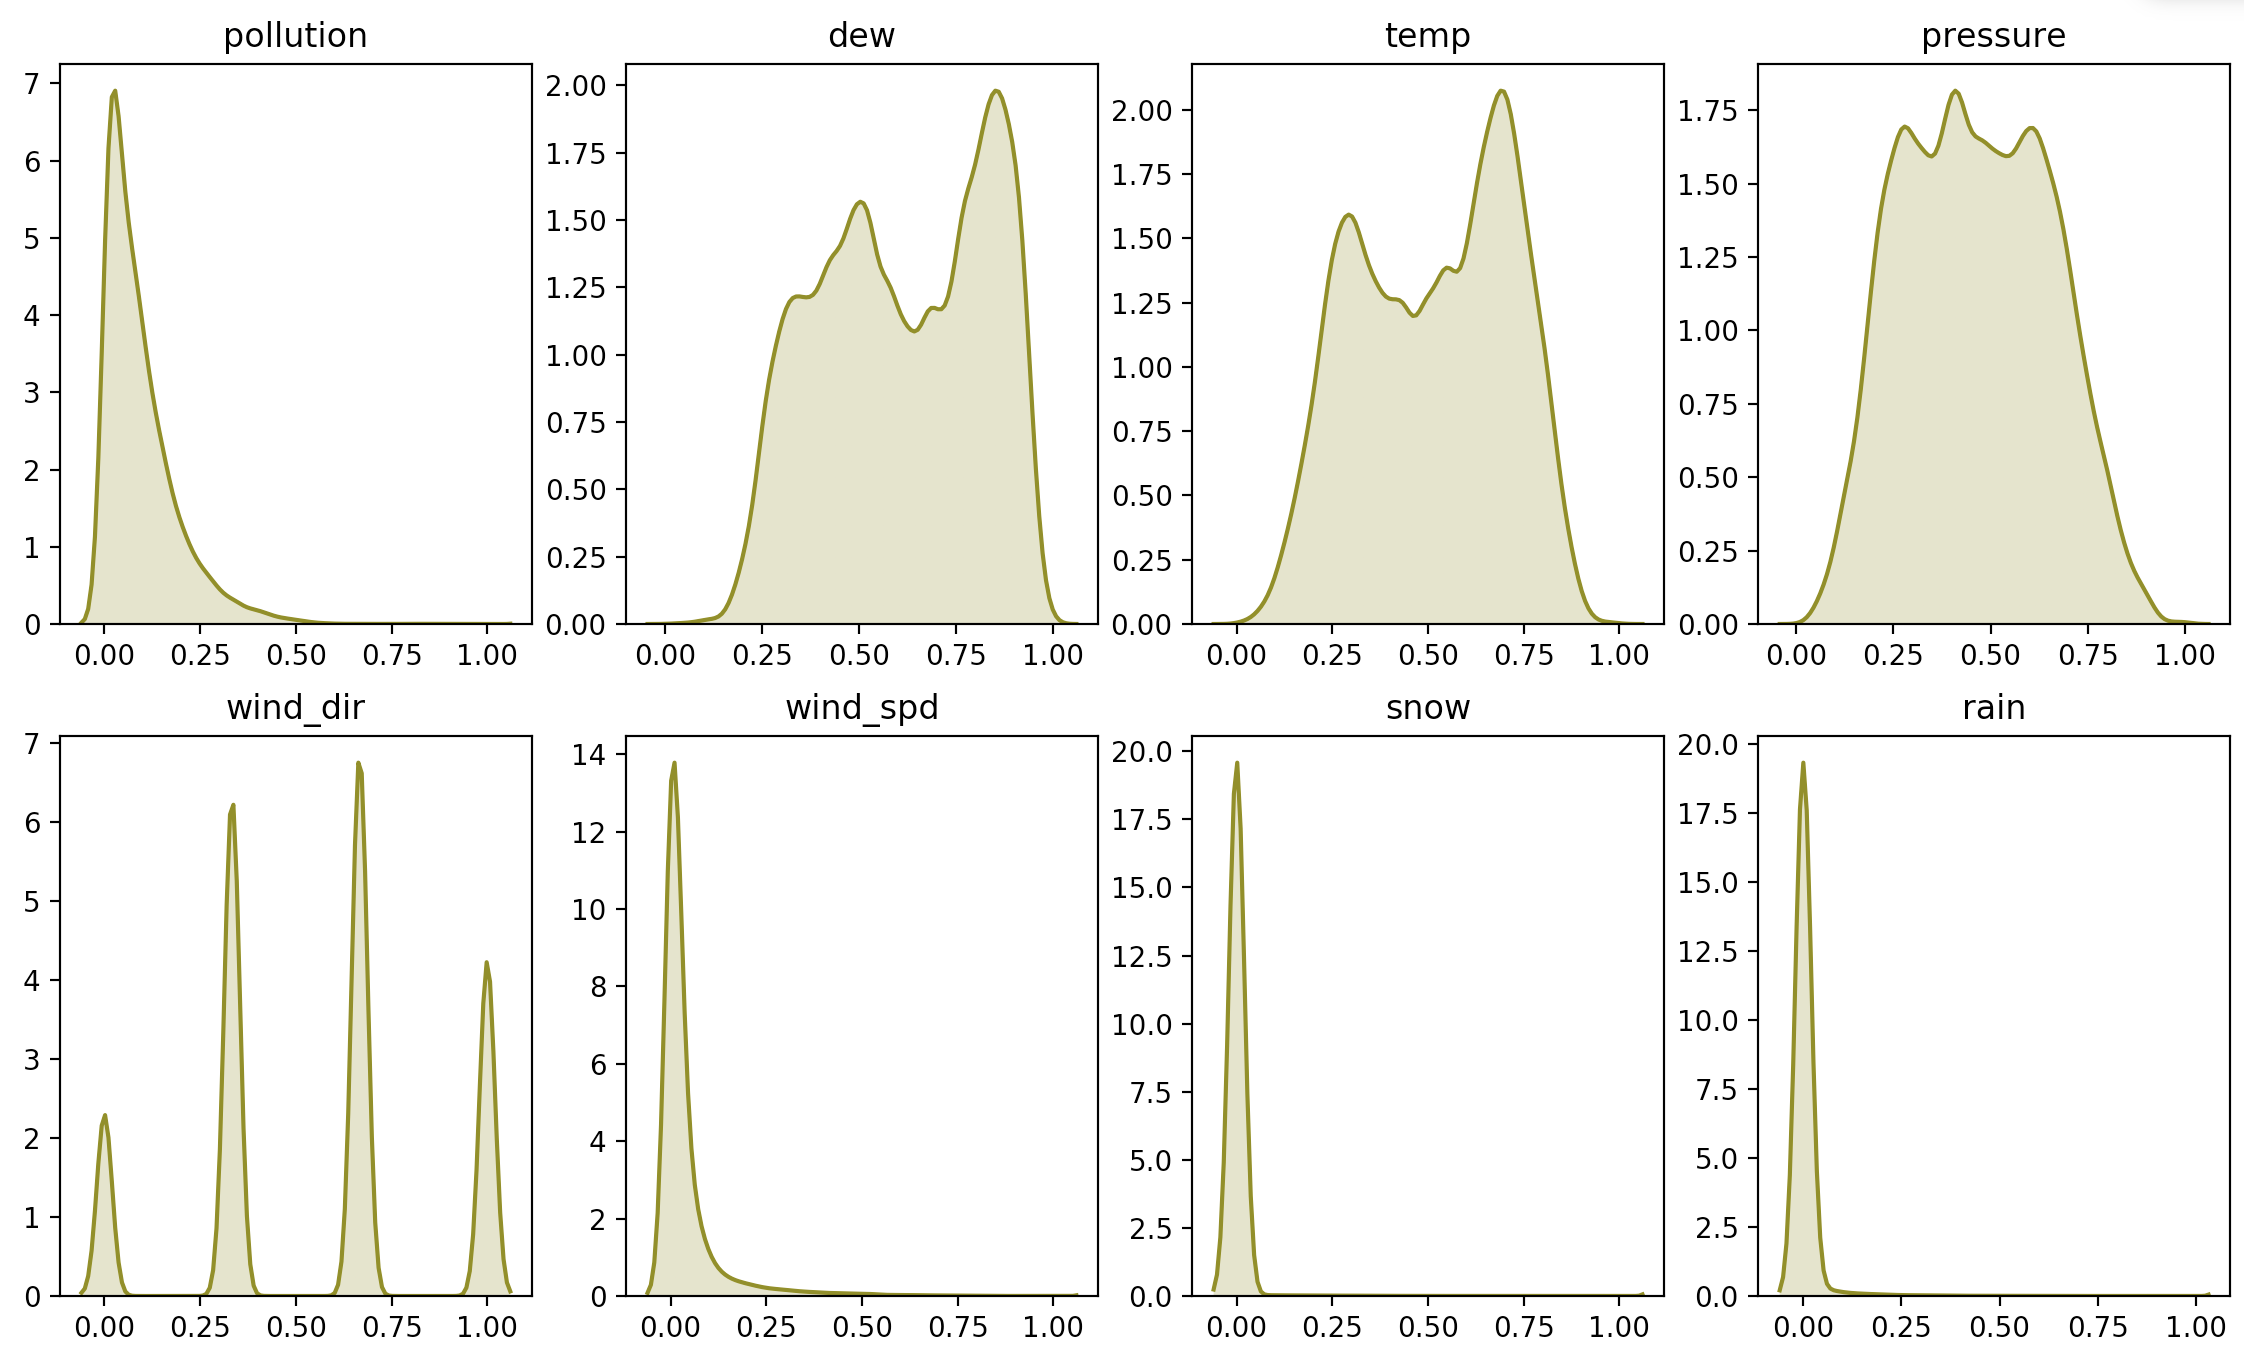 pollution dew temp pressure
7 2.00 2.00 1.75
6 1.75 1.75 1.50
5 1.50 1.50 1.25
4 1.25 1.25 1.00
3 1.00 1.00 0.75
2 0.75 0.75 0.50
1 0.50 0.50 0.25
0 0.25 0.25 0.00
0.00 0.00
0.00 0.25 0.50 0.75 1.00 0.00 0.25 0.50 0.75 1.00 0.00 0.25 0.50 0.75 1.00 0.00 0.25 0.50 0.75 1.00
wind_dir wind_spd snow rain
7 14 20.0 20.0
6 12 17.5 17.5
5 10 15.0 15.0
4 8 12.5 12.5
3 6 10.0 10.0
2 4 7.5 7.5
1 2 5.0 5.0
0 0 2.5 2.5
0.0 0.0
0.00 0.25 0.50 0.75 1.00 0.00 0.25 0.50 0.75 1.00 0.00 0.25 0.50 0.75 1.00 0.00 0.25 0.50 0.75 1.00